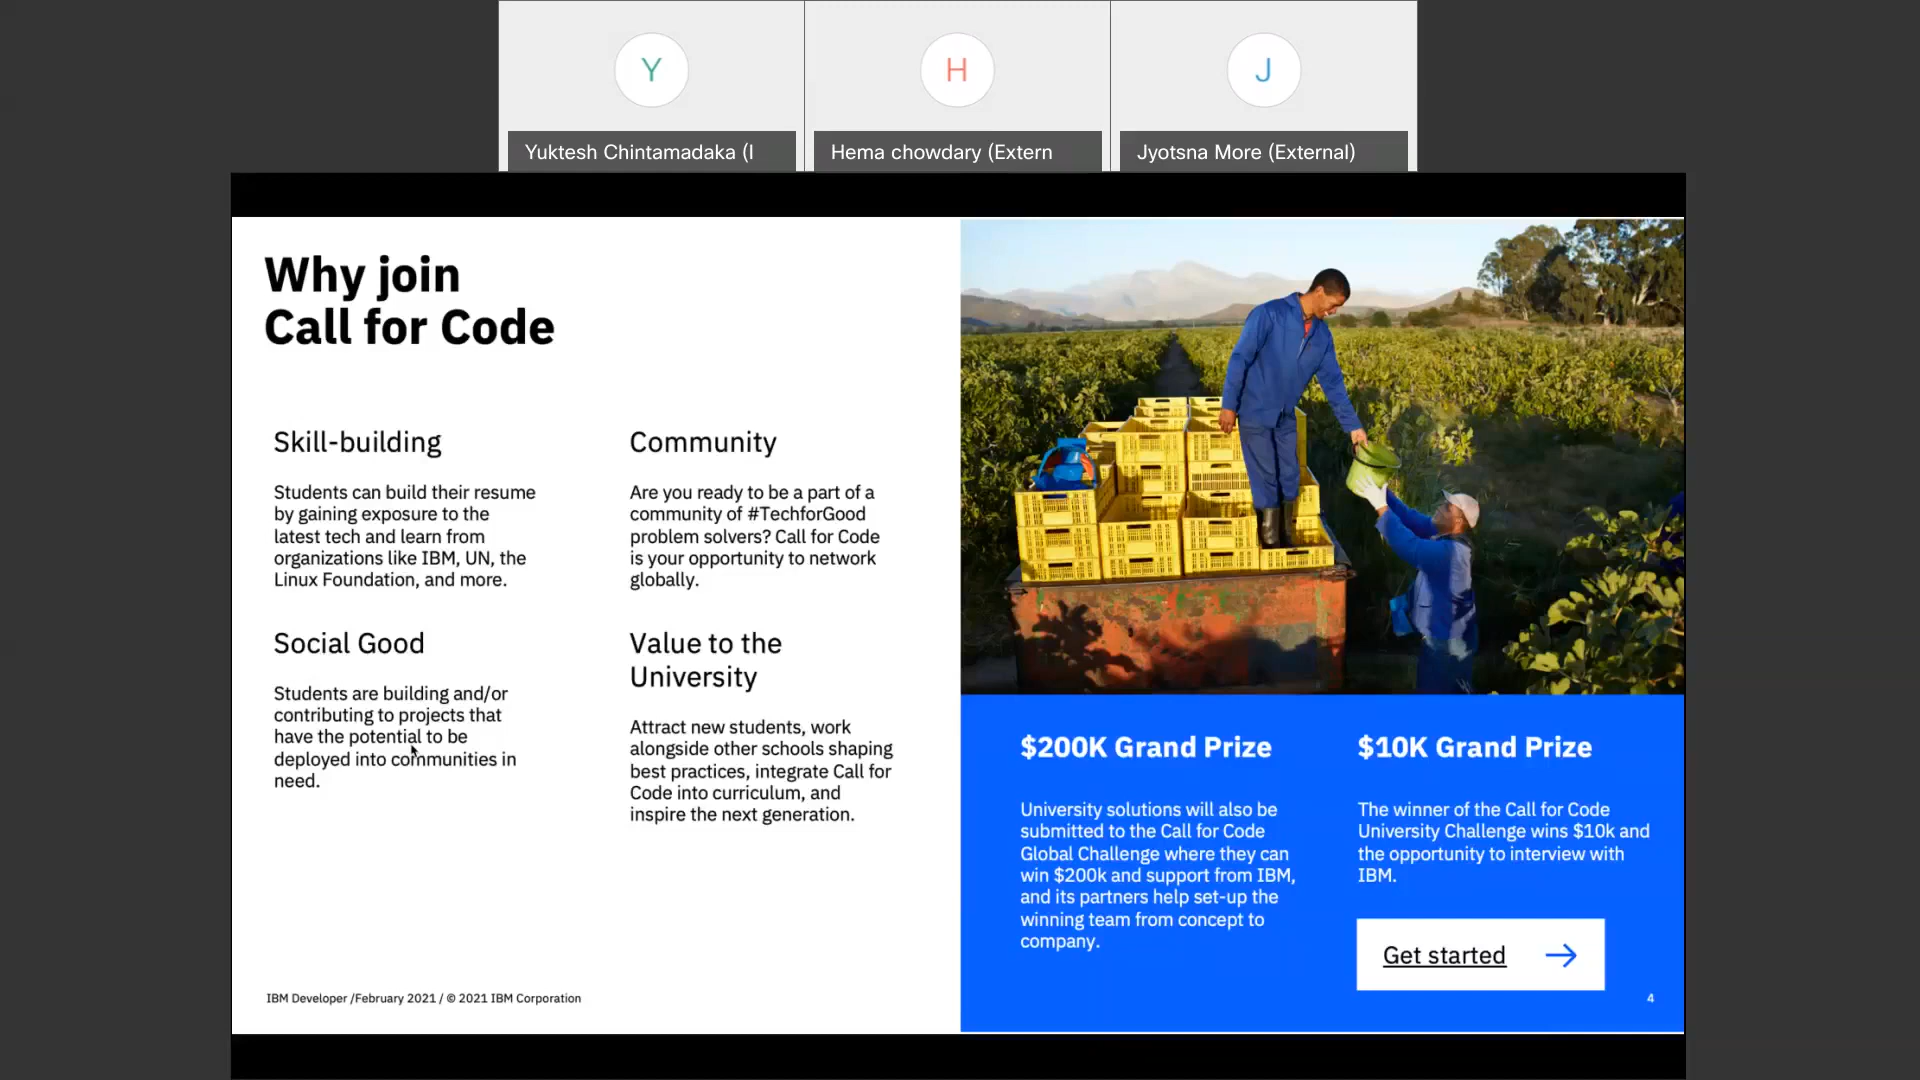 Y
H
J
Yuktesh Chintamadaka (I
Hema chowdary (Extern
Jyotsna More (External)
Why join
Call for Code
Skill-building
Students can build their resume
by gaining exposure to the
latest tech and learn from
organizations like IBM, UN, the
Linux Foundation, and more.
Community
Are you ready to be a part of a
community of #TechforGood
problem solvers? Call for Code
is your opportunity to network
globally.
Social Good
Students are building and/or
contributing to projects that
have the potential to be
deployed into communities in
need.
Value to the
University
Attract new students, work
alongside other schools shaping
best practices, integrate Call for
Code into curriculum, and
inspire the next generation.
$200K Grand Prize
University solutions will also be
submitted to the Call for Code
Global Challenge where they can
win $200k and support from IBM,
and its partners help set-up the
winning team from concept to
company.
$10K Grand Prize
The winner of the Call for Code
University Challenge wins $10k and
the opportunity to interview with
IBM.
Get started
IBM Developer /February 2021 / © 2021 IBM Corporation
4